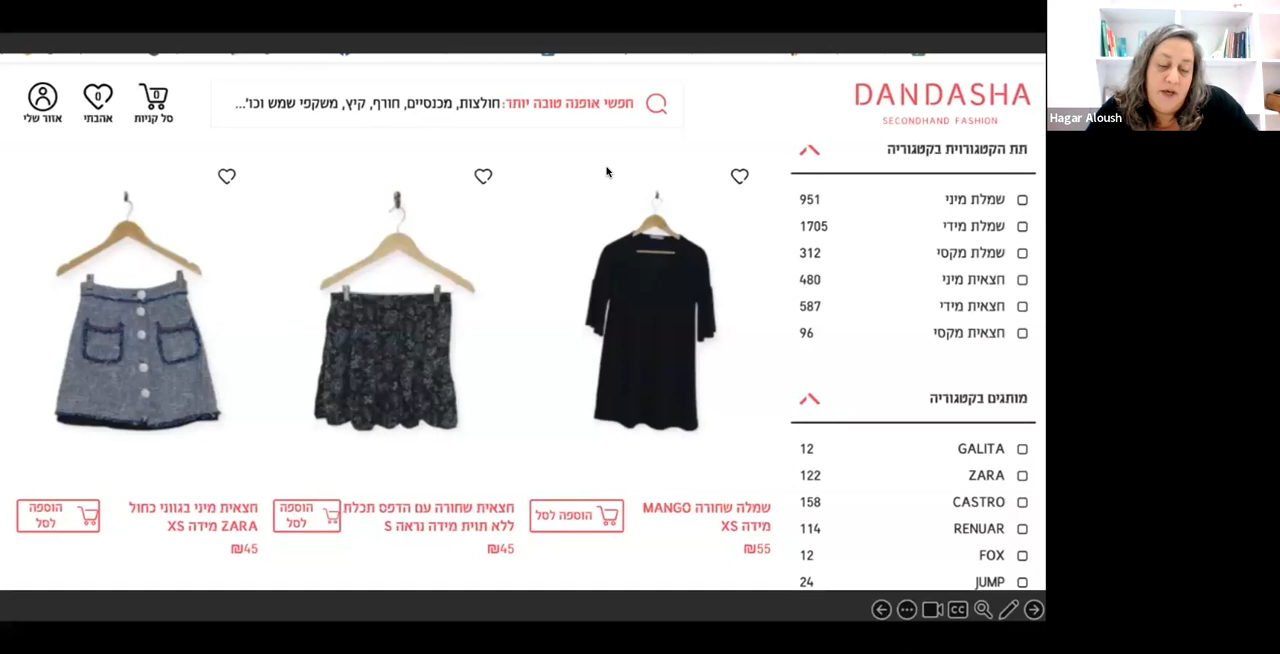 DANDASHA
SECONDHAND FASHION
חפשי אופנה טובה יותר: חולצות, מכנסיים, חורף, קיץ, משקפי שמש וכו'...
סל קניות
0
אהבתי
0
אזור שלי
Hagar Aloush
תת הקטגורוית בקטגוריה
שמלת מיני 951
שמלת מידי 1705
שמלת מקסי 312
חצאית מיני 480
חצאית מידי 587
חצאית מקסי 96
מותגים בקטגוריה
GALITA 12
ZARA 122
CASTRO 158
RENUAR 114
FOX 12
JUMP 24
שמלה שחורה MANGO
מידה XS
₪55
הוספה לסל
חצאית שחורה עם הדפס תכלת
ללא תוית מידה נראה S
₪45
הוספה
לסל
חצאית מיני בגווני כחול
ZARA מידה XS
₪45
הוספה
לסל
CC